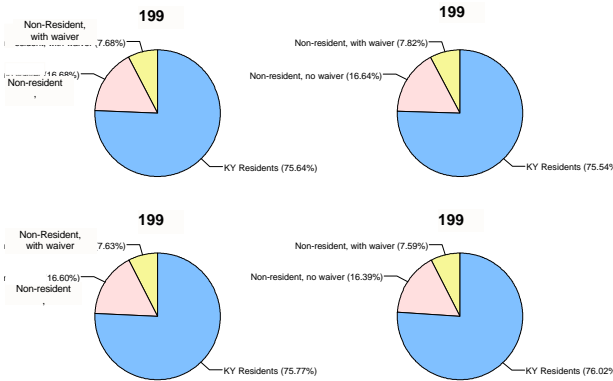 199
Non-Resident,
with waiver
(7.68%)
(16.68%)
Non-resident
,
KY Residents (75.64%)
199
Non-resident, with waiver (7.82%)
Non-resident, no waiver (16.64%)
KY Residents (75.54%
199
Non-Resident,
with waiver
7.63%)
16.60%)
Non-resident
,
KY Residents (75.77%)
199
Non-resident, with waiver (7.59%)
Non-resident, no waiver (16.39%)
KY Residents (76.02%